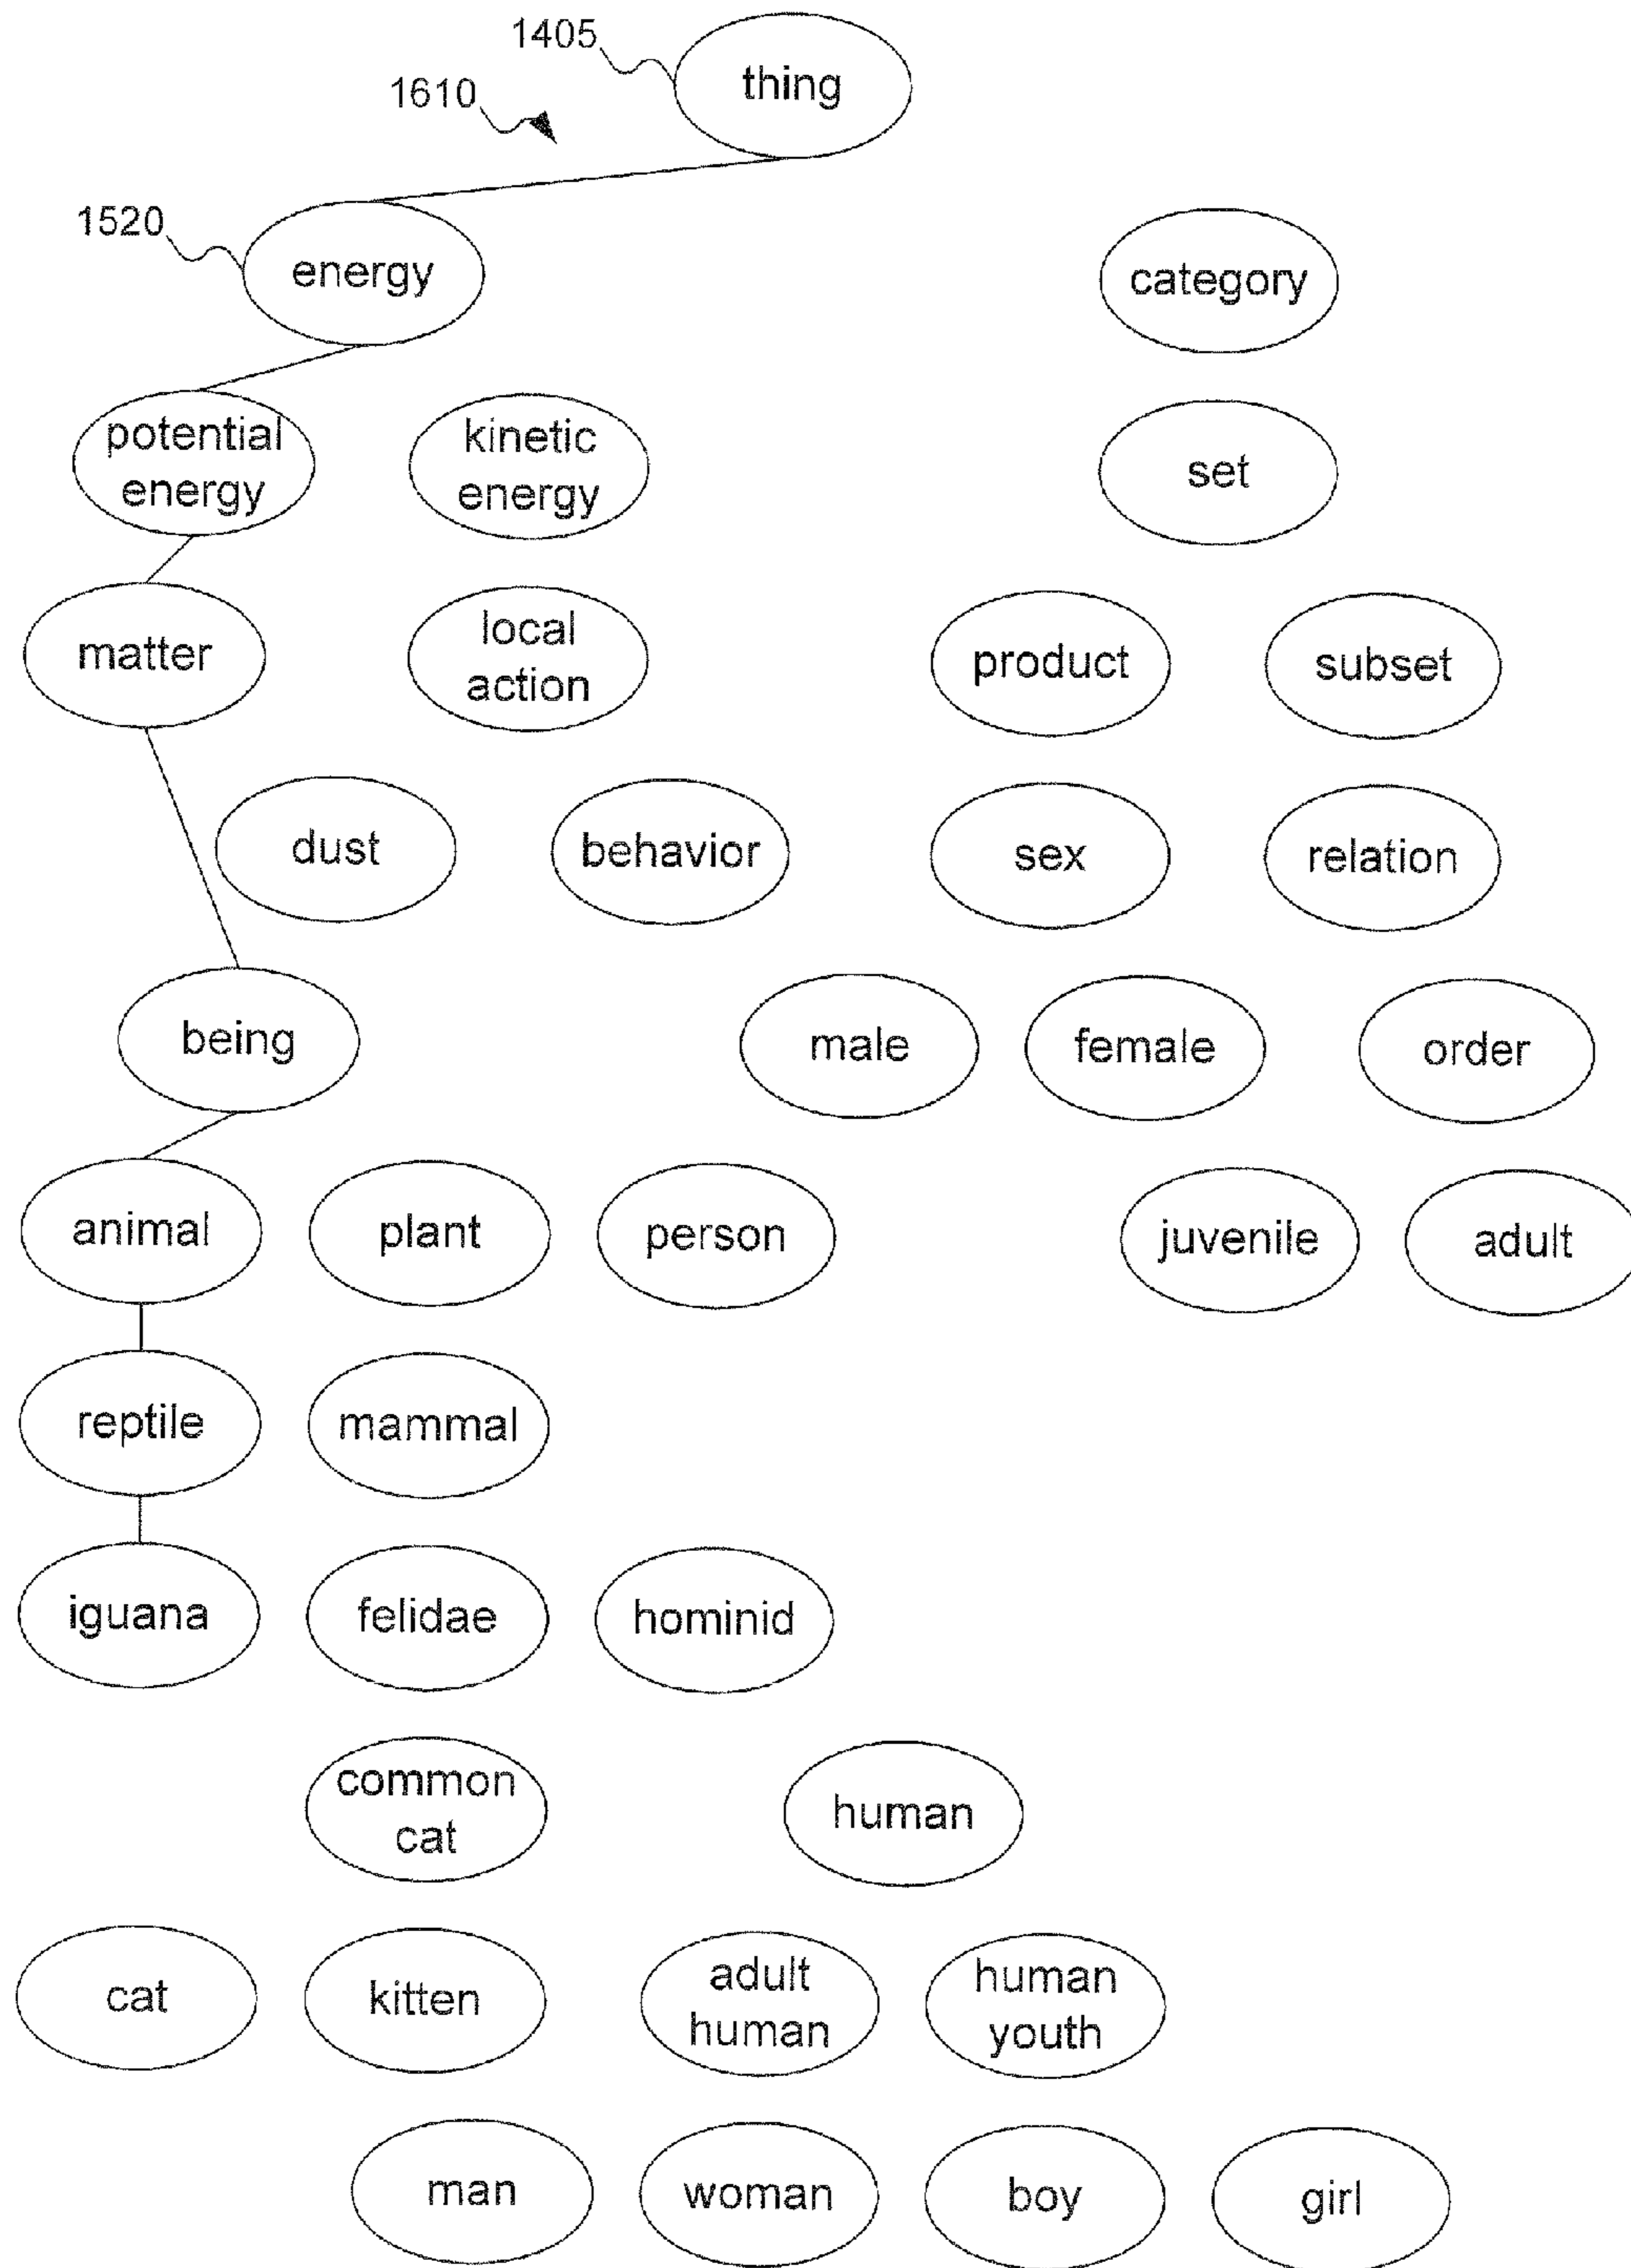 1405
thing
1610
1520
energy
category
potential
energy
kinetic
energy
set
matter
local
action
product
subset
dust
behavior
sex
relation
being
male
female
order
animal
plant
person
juvenile
adult
reptile
mammal
iguana
felidae
hominid
common
cat
human
cat
kitten
adult
human
human
youth
man
woman
boy
girl